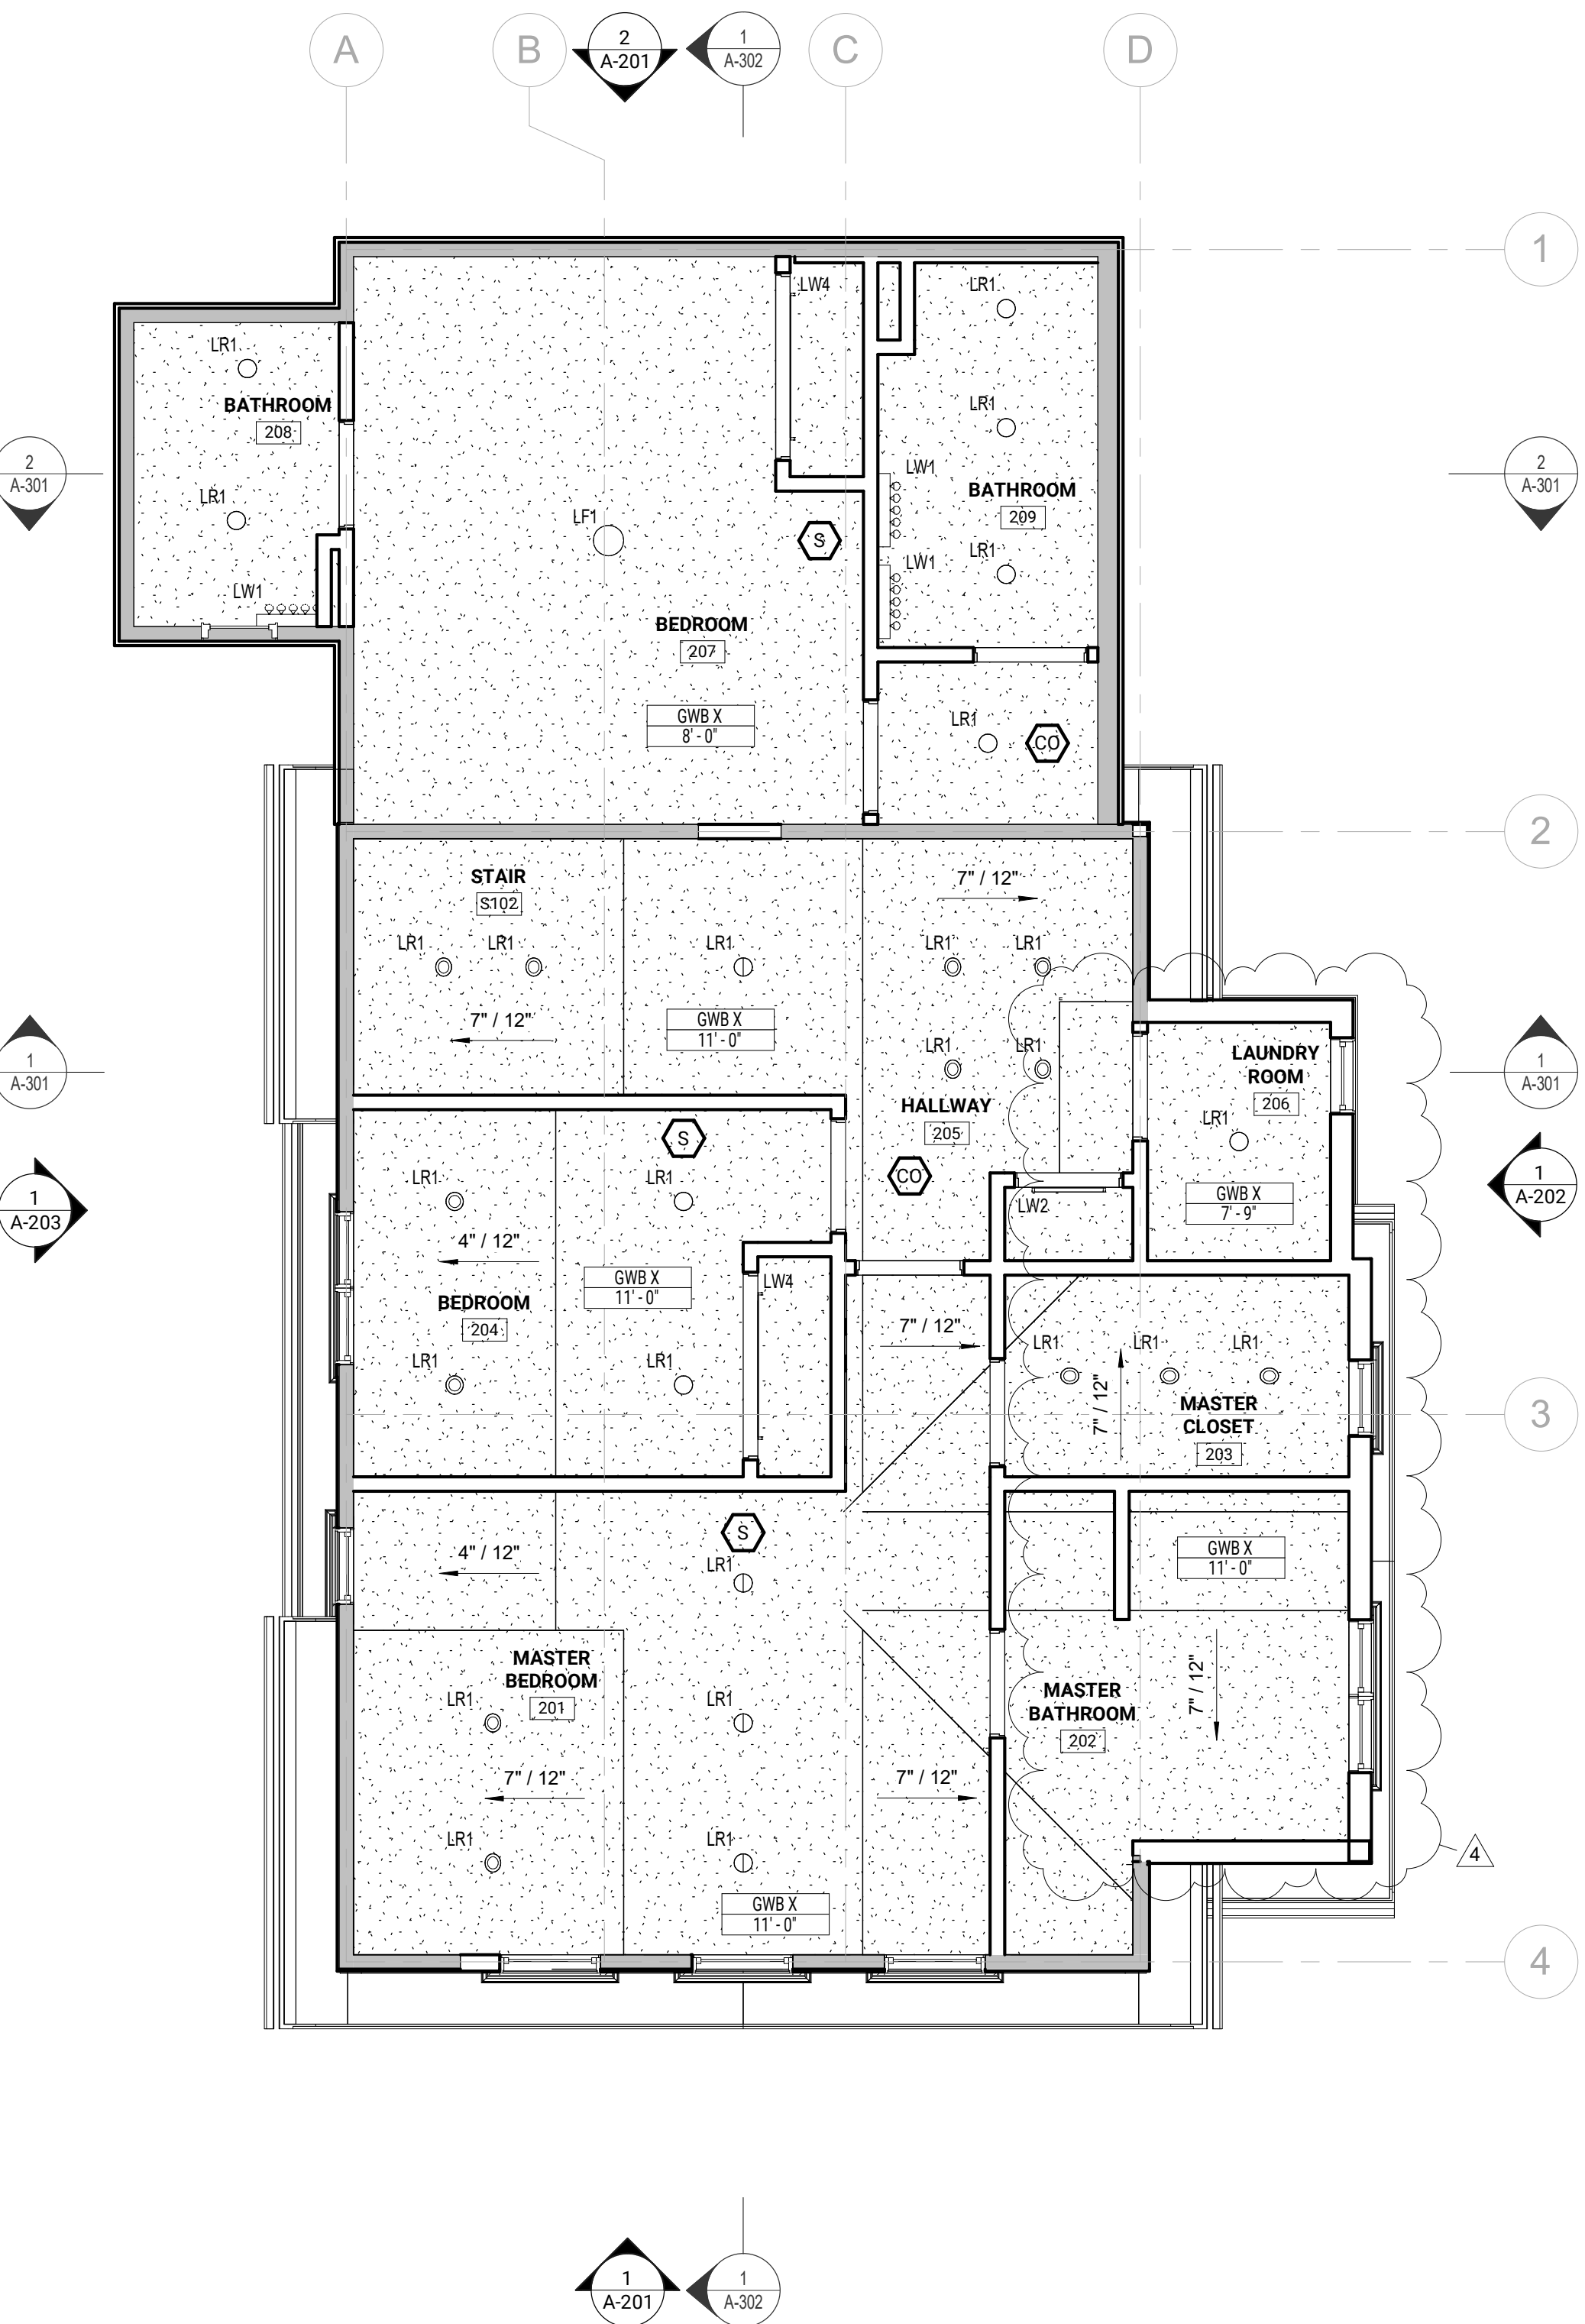 A
B
2
A-201
1
A-302
C
D
1
LW4
LR1
LR1
BATHROOM
208
LR1
2
A-301
LW1
BATHROOM
209
2
A-301
LR1
LF1
S
LR1
LW1
LW1
BEDROOM
207
GWB X
8' - 0"
LR1
CO
2
STAIR
S102
7" / 12"
LR1
LR1
LR1
LR1
LR1
7" / 12"
GWB X
11' - 0"
LR1
LR1
1
A-301
HALLWAY
205
LAUNDRY
ROOM
206
LR1
1
A-301
S
CO
1
A-203
LR1
LR1
LW2
GWB X
7' - 9"
1
A-202
4" / 12"
GWB X
11' - 0"
LW4
BEDROOM
204
7" / 12"
LR1
LR1
LR1
LR1
LR1
7" / 12"
MASTER
CLOSET
203
3
S
4" / 12"
LR1
GWB X
11' - 0"
MASTER
BEDROOM
201
LR1
LR1
MASTER
BATHROOM
202
7" / 12"
7" / 12"
7" / 12"
LR1
LR1
4
GWB X
11' - 0"
4
1
A-201
1
A-302